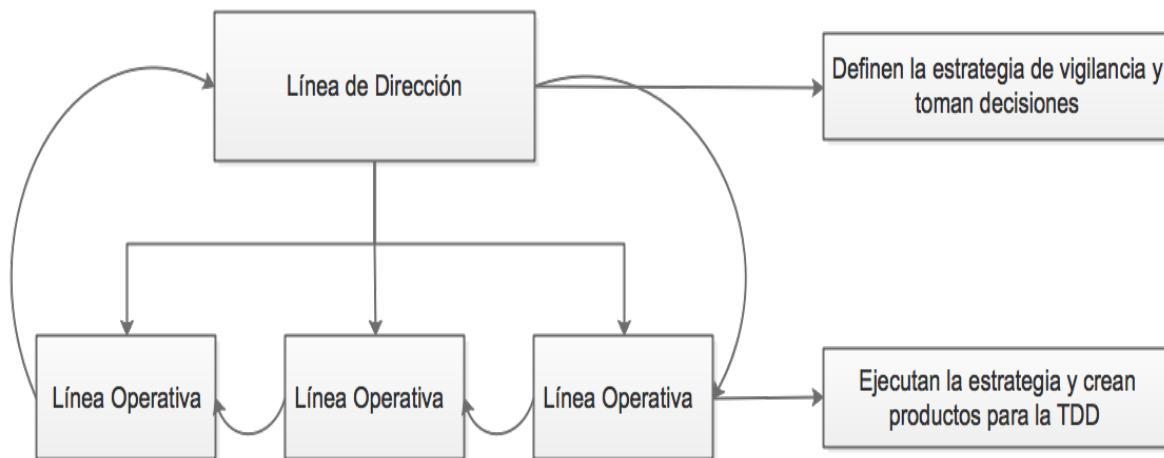 Línea de Dirección
Definen la estrategia de vigilancia y
toman decisiones
Línea Operativa
Línea Operativa
Línea Operativa
Ejecutan la estrategia y crean
productos para la TDD